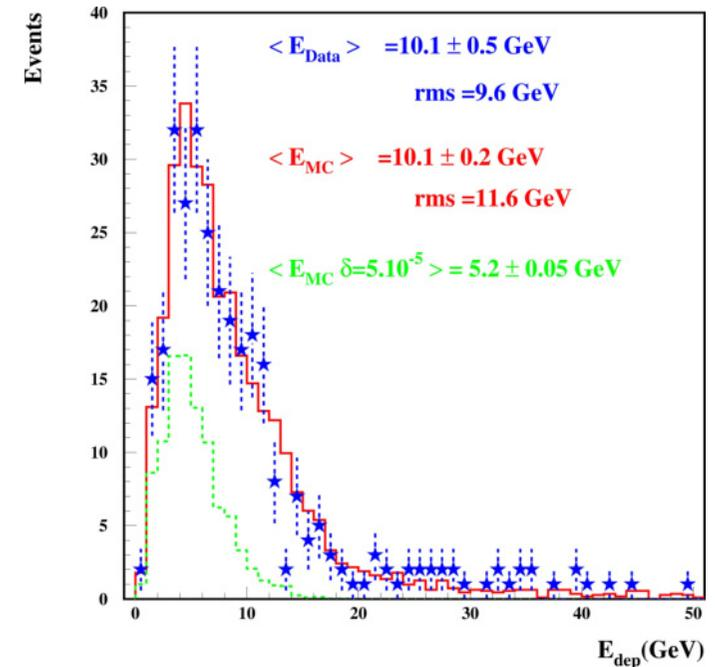 Events
40
35
30
25
20
15
10
5
0
0 10 20 30 40 50
E_dep(GeV)
< E_Data > =10.1 ± 0.5 GeV
rms =9.6 GeV
< E_MC > =10.1 ± 0.2 GeV
rms =11.6 GeV
< E_MC δ=5.10^-5 > = 5.2 ± 0.05 GeV